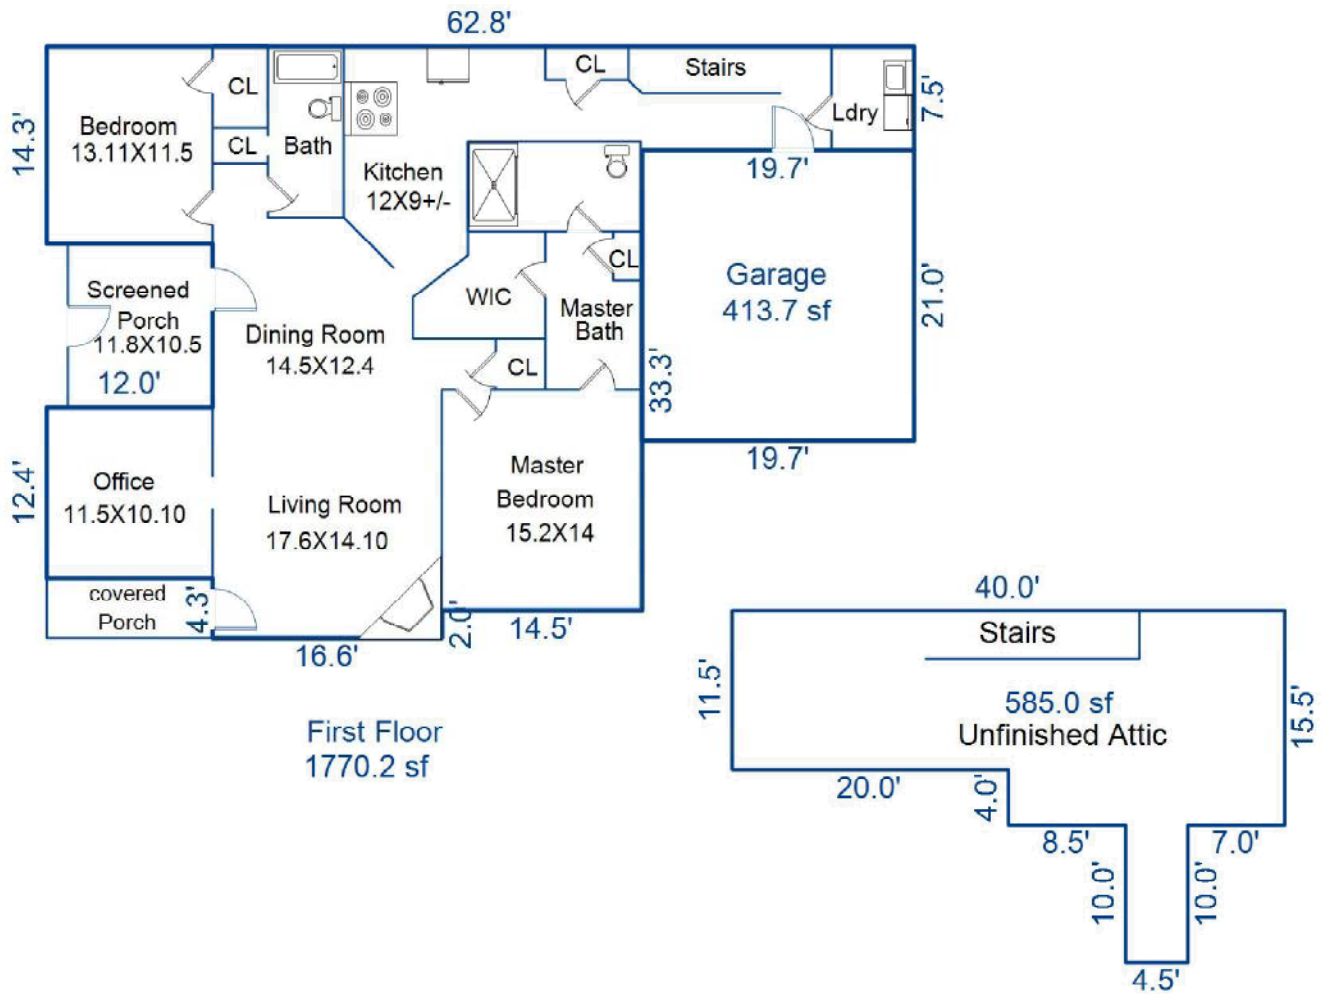 62.8'
CL
Stairs
CL
14.3'
Bedroom
13.11X11.5
CL
Bath
Ldry
7.5'
Kitchen
12X9+/-
19.7'
CL
Screened
Porch
11.8X10.5
12.0'
WIC
Master
Bath
Garage
413.7 sf
21.0'
Dining Room
14.5X12.4
CL
33.3'
19.7'
12.4'
Office
11.5X10.10
Living Room
17.6X14.10
Master
Bedroom
15.2X14
covered
Porch
4.3'
16.6'
2.0'
14.5'
First Floor
1770.2 sf
40.0'
Stairs
11.5'
585.0 sf
Unfinished Attic
15.5'
20.0'
4.0'
8.5'
7.0'
10.0'
10.0'
4.5'